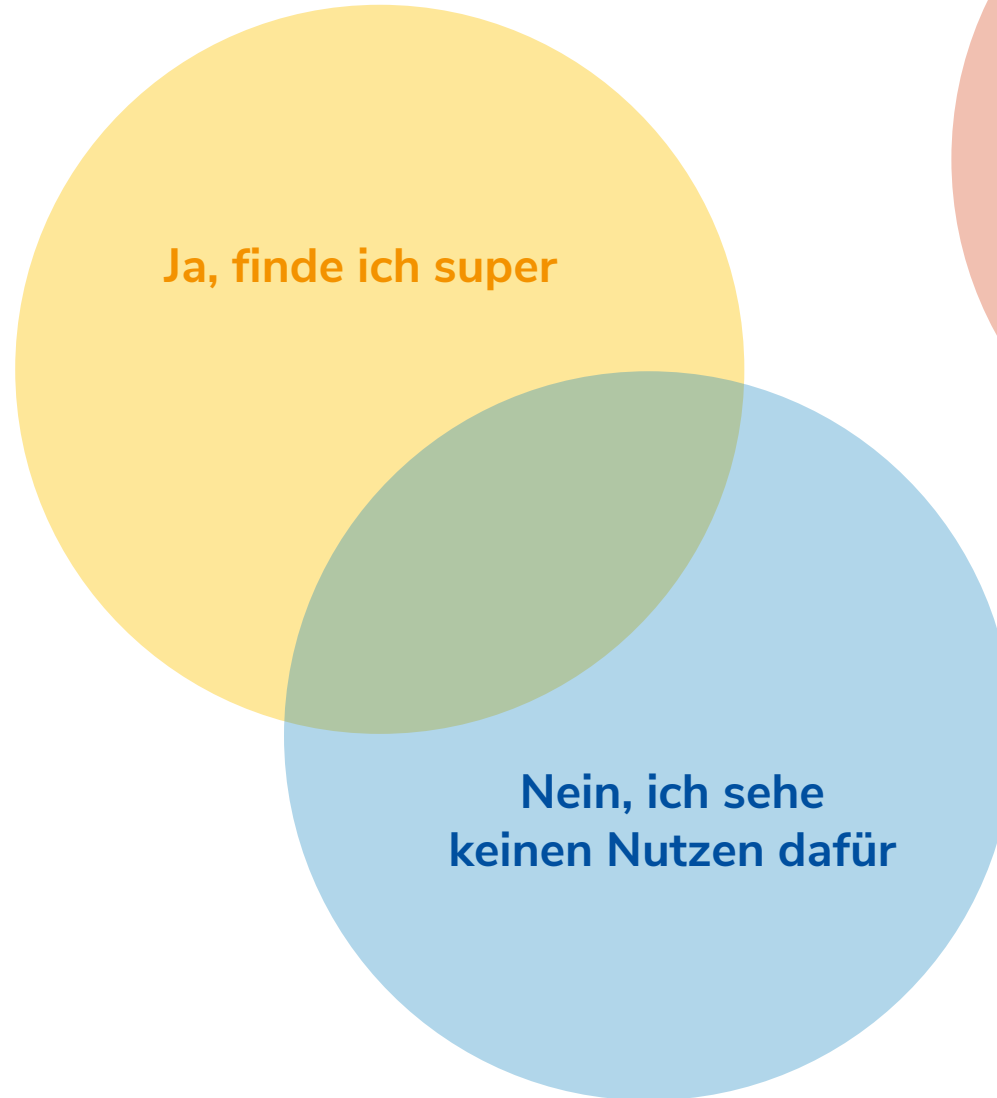 Ja, finde ich super
Nein, ich sehe
keinen Nutzen dafür